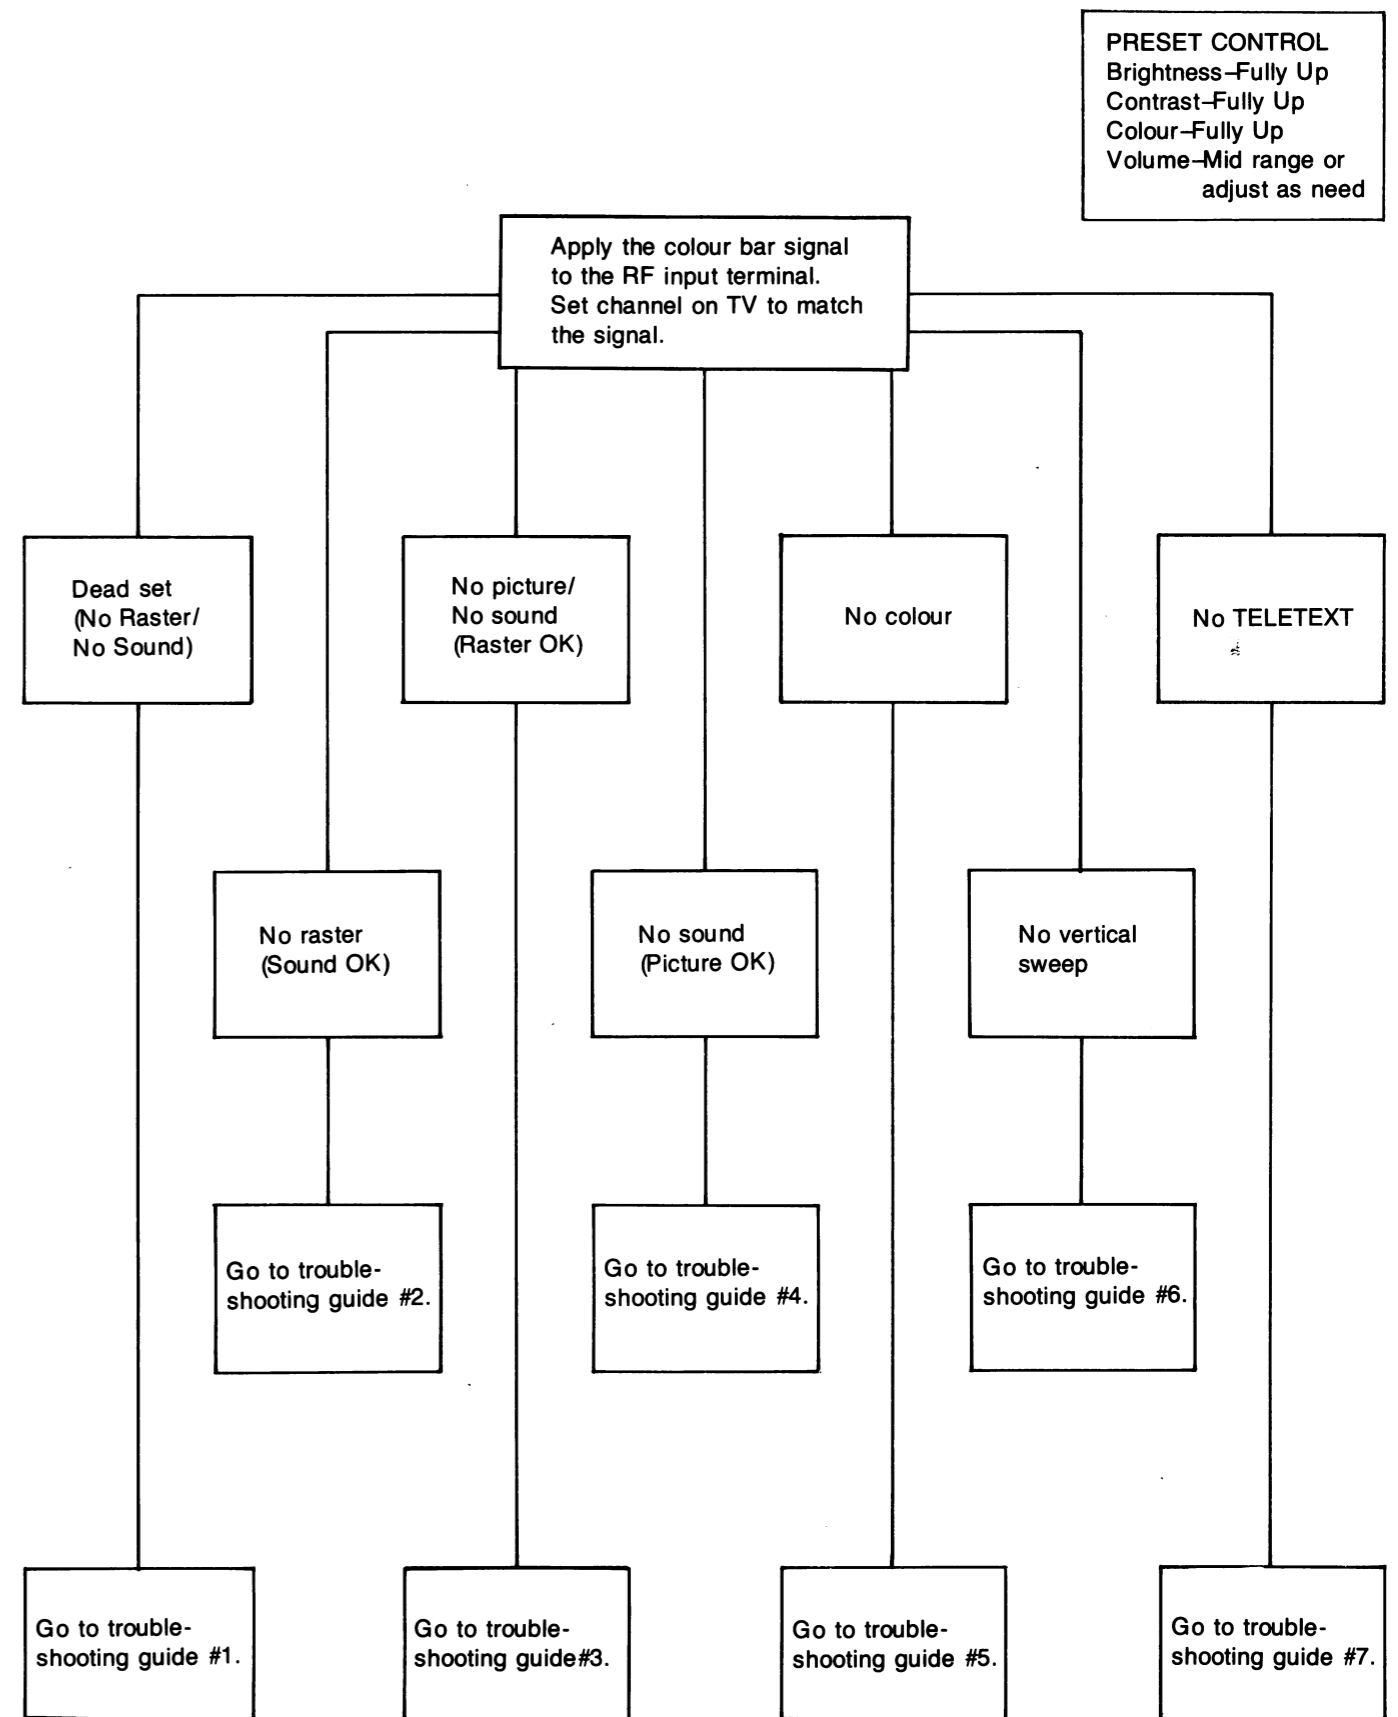 PRESET CONTROL
Brightness–Fully Up
Contrast–Fully Up
Colour–Fully Up
Volume–Mid range or
adjust as need
Apply the colour bar signal
to the RF input terminal.
Set channel on TV to match
the signal.
Dead set
(No Raster/
No Sound)
No picture/
No sound
(Raster OK)
No colour
No TELETEXT
No raster
(Sound OK)
No sound
(Picture OK)
No vertical
sweep
Go to trouble-
shooting guide #2.
Go to trouble-
shooting guide #4.
Go to trouble-
shooting guide #6.
Go to trouble-
shooting guide #1.
Go to trouble-
shooting guide#3.
Go to trouble-
shooting guide #5.
Go to trouble-
shooting guide #7.